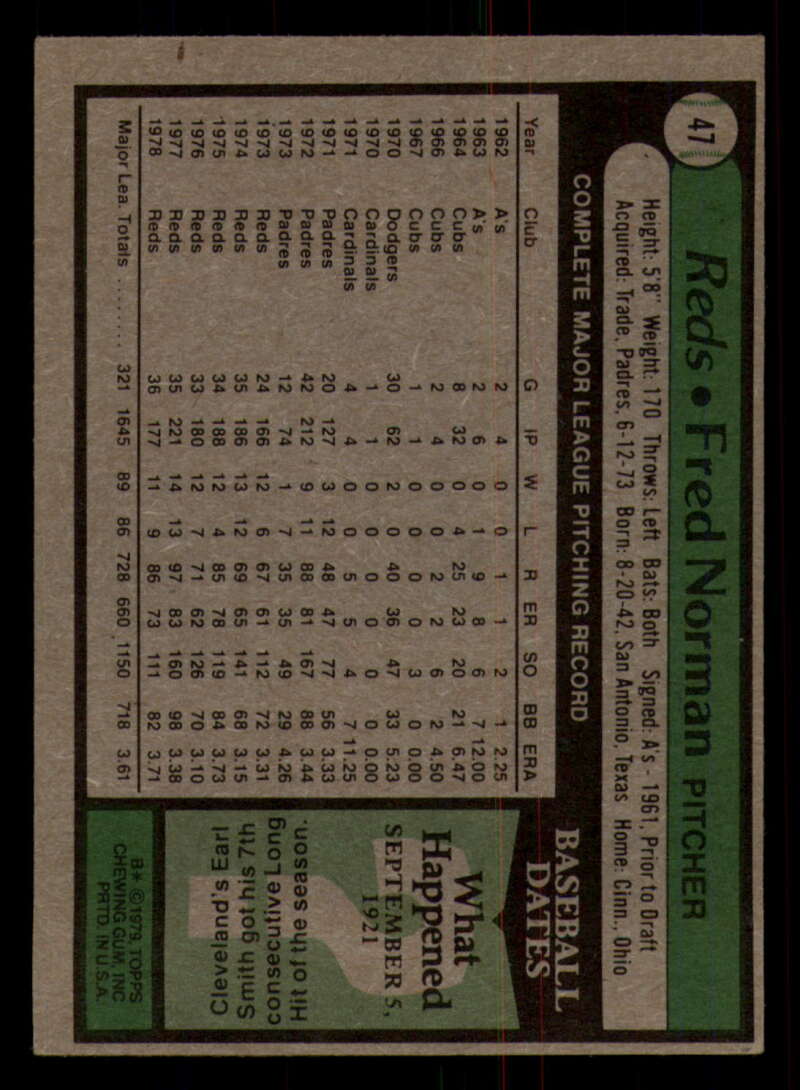 47
Reds • Fred Norman PITCHER
Height: 5'8" Weight: 170 Throws: Left Bats: Both Signed: A's - 1961, Prior to Draft
Acquired: Trade, Padres, 6-12-73 Born: 8-20-42, San Antonio, Texas Home: Cinn., Ohio
COMPLETE MAJOR LEAGUE PITCHING RECORD
Year Club G IP W L R ER SO BB ERA
1962 A's 2 4 0 0 1 1 2 1 2.25
1963 A's 2 6 0 1 9 8 6 7 12.00
1964 Cubs 8 32 0 4 25 23 20 21 6.47
1966 Cubs 2 4 0 0 2 2 6 2 4.50
1967 Cubs 1 1 0 0 0 0 3 0 0.00
1970 Dodgers 30 62 2 0 40 36 47 33 5.23
1970 Cardinals 1 1 0 0 0 0 0 0 0.00
1971 Cardinals 4 4 0 0 5 5 4 7 11.25
1971 Padres 20 127 3 12 48 47 77 56 3.33
1972 Padres 42 212 9 11 88 81 167 88 3.44
1973 Padres 12 74 1 7 35 35 49 29 4.26
1973 Reds 24 166 12 6 67 61 112 72 3.31
1974 Reds 35 186 13 12 69 65 141 68 3.15
1975 Reds 34 188 12 4 85 78 119 84 3.73
1976 Reds 33 180 12 7 71 62 126 70 3.10
1977 Reds 35 221 14 13 97 83 160 98 3.38
1978 Reds 36 177 11 9 86 73 111 82 3.71
Major Lea. Totals ........ 321 1645 89 86 728 660 1150 718 3.61
BASEBALL
DATES
What
Happened
SEPTEMBER 5,
1921
Cleveland's Earl
Smith got his 7th
consecutive Long
Hit of the season.
B* © 1979, TOPPS
CHEWING GUM, INC
PRTD. IN U.S.A.